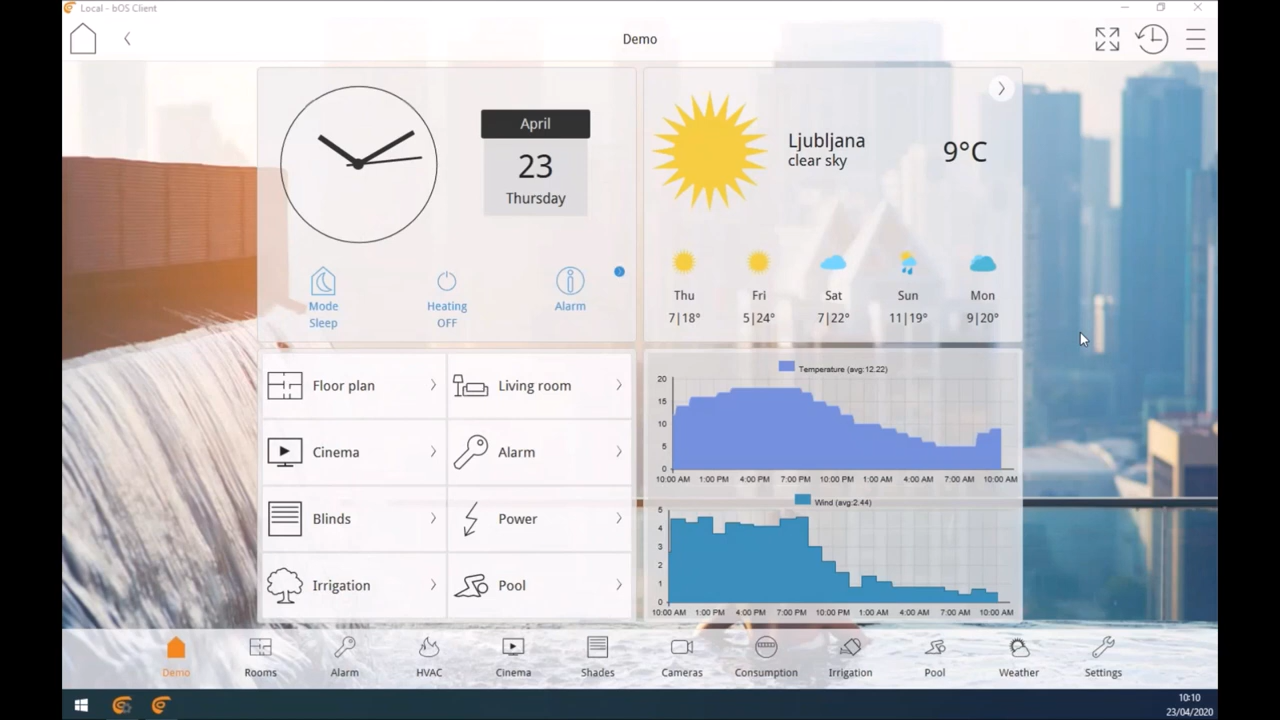 Local - bOS Client
Demo
April
23
Thursday
Mode
Sleep
Heating
OFF
Alarm
Ljubljana
clear sky
9°C
Thu
Fri
Sat
Sun
Mon
7|18°
5|24°
7|22°
11|19°
9|20°
Floor plan
Living room
Cinema
Alarm
Blinds
Power
Irrigation
Pool
Temperature (avg:12.22)
20
15
10
5
0
10:00 AM 1:00 PM 4:00 PM 7:00 PM 10:00 PM 1:00 AM 4:00 AM 7:00 AM 10:00 AM
Wind (avg:2.44)
5
4
3
2
1
0
10:00 AM 1:00 PM 4:00 PM 7:00 PM 10:00 PM 1:00 AM 4:00 AM 7:00 AM 10:00 AM
Demo
Rooms
Alarm
HVAC
Cinema
Shades
Cameras
Consumption
Irrigation
Pool
Weather
Settings
10:10
23/04/2020